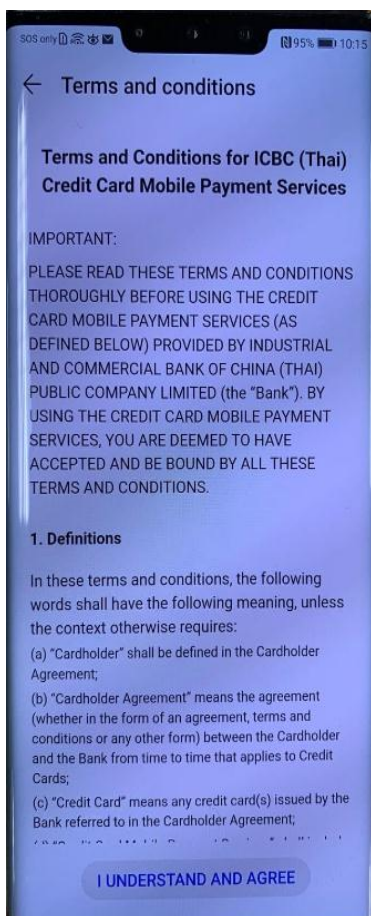 SOS only 95% 10:15
← Terms and conditions
Terms and Conditions for ICBC (Thai)
Credit Card Mobile Payment Services
IMPORTANT:
PLEASE READ THESE TERMS AND CONDITIONS
THOROUGHLY BEFORE USING THE CREDIT
CARD MOBILE PAYMENT SERVICES (AS
DEFINED BELOW) PROVIDED BY INDUSTRIAL
AND COMMERCIAL BANK OF CHINA (THAI)
PUBLIC COMPANY LIMITED (the “Bank”). BY
USING THE CREDIT CARD MOBILE PAYMENT
SERVICES, YOU ARE DEEMED TO HAVE
ACCEPTED AND BE BOUND BY ALL THESE
TERMS AND CONDITIONS.
1. Definitions
In these terms and conditions, the following
words shall have the following meaning, unless
the context otherwise requires:
(a) “Cardholder” shall be defined in the Cardholder
Agreement;
(b) “Cardholder Agreement” means the agreement
(whether in the form of an agreement, terms and
conditions or any other form) between the Cardholder
and the Bank from time to time that applies to Credit
Cards;
(c) “Credit Card” means any credit card(s) issued by the
Bank referred to in the Cardholder Agreement;
I UNDERSTAND AND AGREE